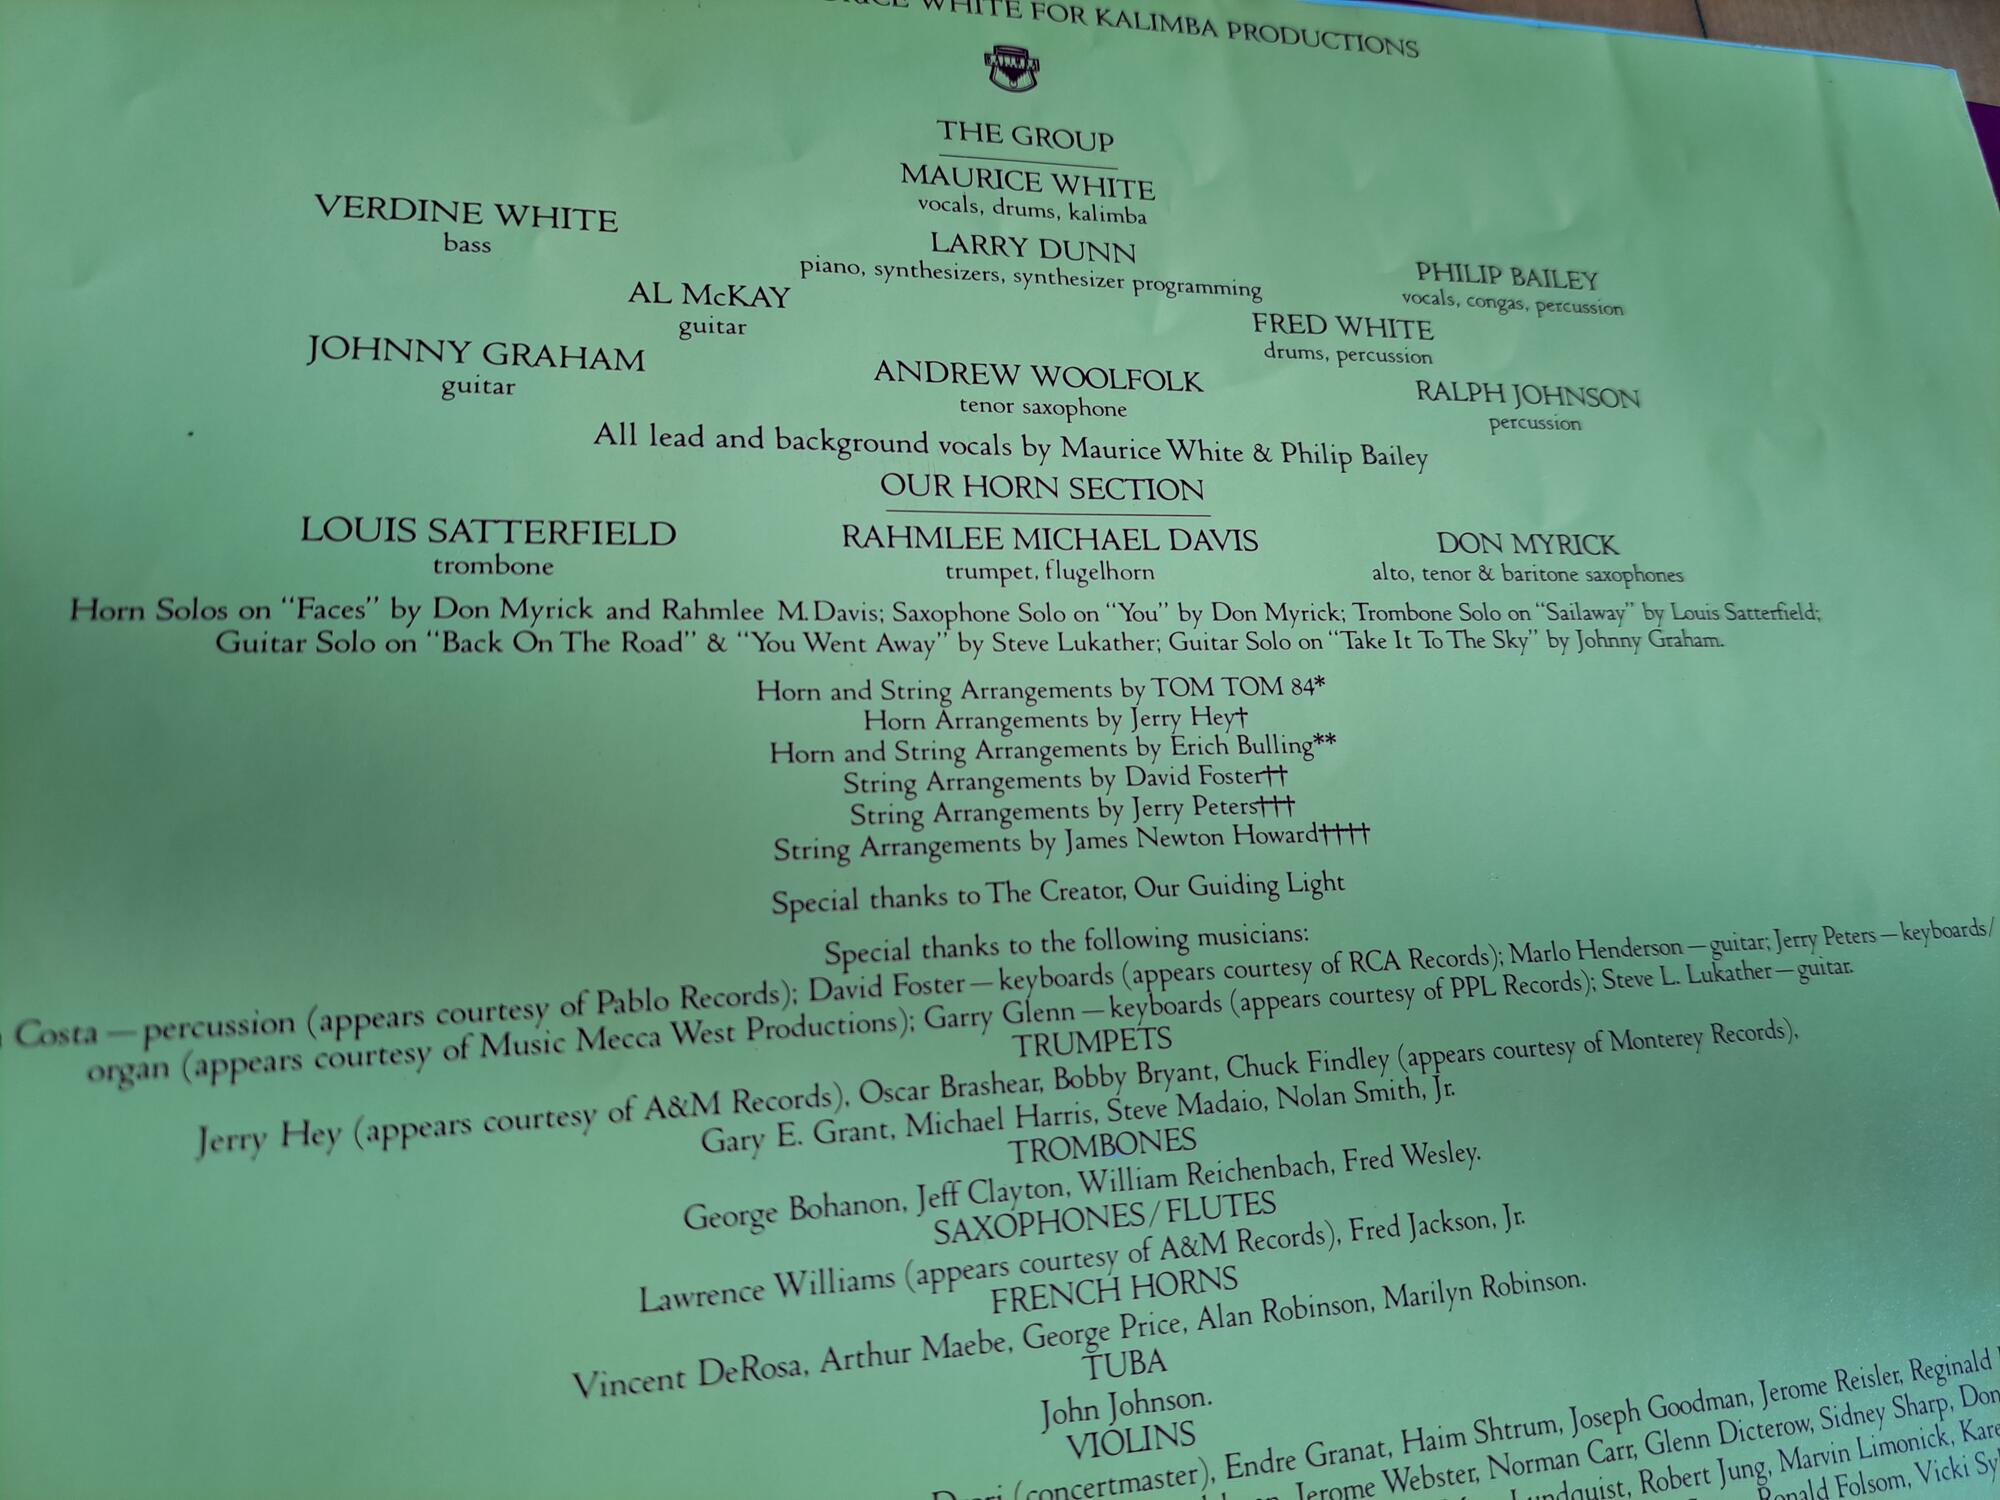 WHITE FOR KALIMBA PRODUCTIONS
THE GROUP
MAURICE WHITE
vocals, drums, kalimba
VERDINE WHITE
bass
LARRY DUNN
piano, synthesizers, synthesizer programming
PHILIP BAILEY
vocals, congas, percussion
AL McKAY
guitar
FRED WHITE
drums, percussion
JOHNNY GRAHAM
guitar
ANDREW WOOLFOLK
tenor saxophone
RALPH JOHNSON
percussion
All lead and background vocals by Maurice White & Philip Bailey
OUR HORN SECTION
LOUIS SATTERFIELD
trombone
RAHMLEE MICHAEL DAVIS
trumpet, flugelhorn
DON MYRICK
alto, tenor & baritone saxophones
Horn Solos on “Faces” by Don Myrick and Rahmlee M. Davis; Saxophone Solo on “You” by Don Myrick; Trombone Solo on “Sailaway” by Louis Satterfield;
Guitar Solo on “Back On The Road” & “You Went Away” by Steve Lukather; Guitar Solo on “Take It To The Sky” by Johnny Graham.
Horn and String Arrangements by TOM TOM 84*
Horn Arrangements by Jerry Hey†
Horn and String Arrangements by Erich Bulling**
String Arrangements by David Foster††
String Arrangements by Jerry Peters†††
String Arrangements by James Newton Howard††††
Special thanks to The Creator, Our Guiding Light
Special thanks to the following musicians:
Costa—percussion (appears courtesy of Pablo Records); David Foster—keyboards (appears courtesy of RCA Records); Marlo Henderson—guitar; Jerry Peters—keyboards/
organ (appears courtesy of Music Mecca West Productions); Garry Glenn—keyboards (appears courtesy of PPL Records); Steve L. Lukather—guitar.
TRUMPETS
Jerry Hey (appears courtesy of A&M Records), Oscar Brashear, Bobby Bryant, Chuck Findley (appears courtesy of Monterey Records),
Gary E. Grant, Michael Harris, Steve Madaio, Nolan Smith, Jr.
TROMBONES
George Bohanon, Jeff Clayton, William Reichenbach, Fred Wesley.
SAXOPHONES/FLUTES
Lawrence Williams (appears courtesy of A&M Records), Fred Jackson, Jr.
FRENCH HORNS
Vincent DeRosa, Arthur Maebe, George Price, Alan Robinson, Marilyn Robinson.
TUBA
John Johnson.
VIOLINS
(concertmaster), Endre Granat, Haim Shtrum, Joseph Goodman, Jerome Reisler, Reginald
Jerome Webster, Norman Carr, Glenn Dicterow, Sidney Sharp, Don
Robert Jung, Marvin Limonick,
Ronald Folsom, Vicki